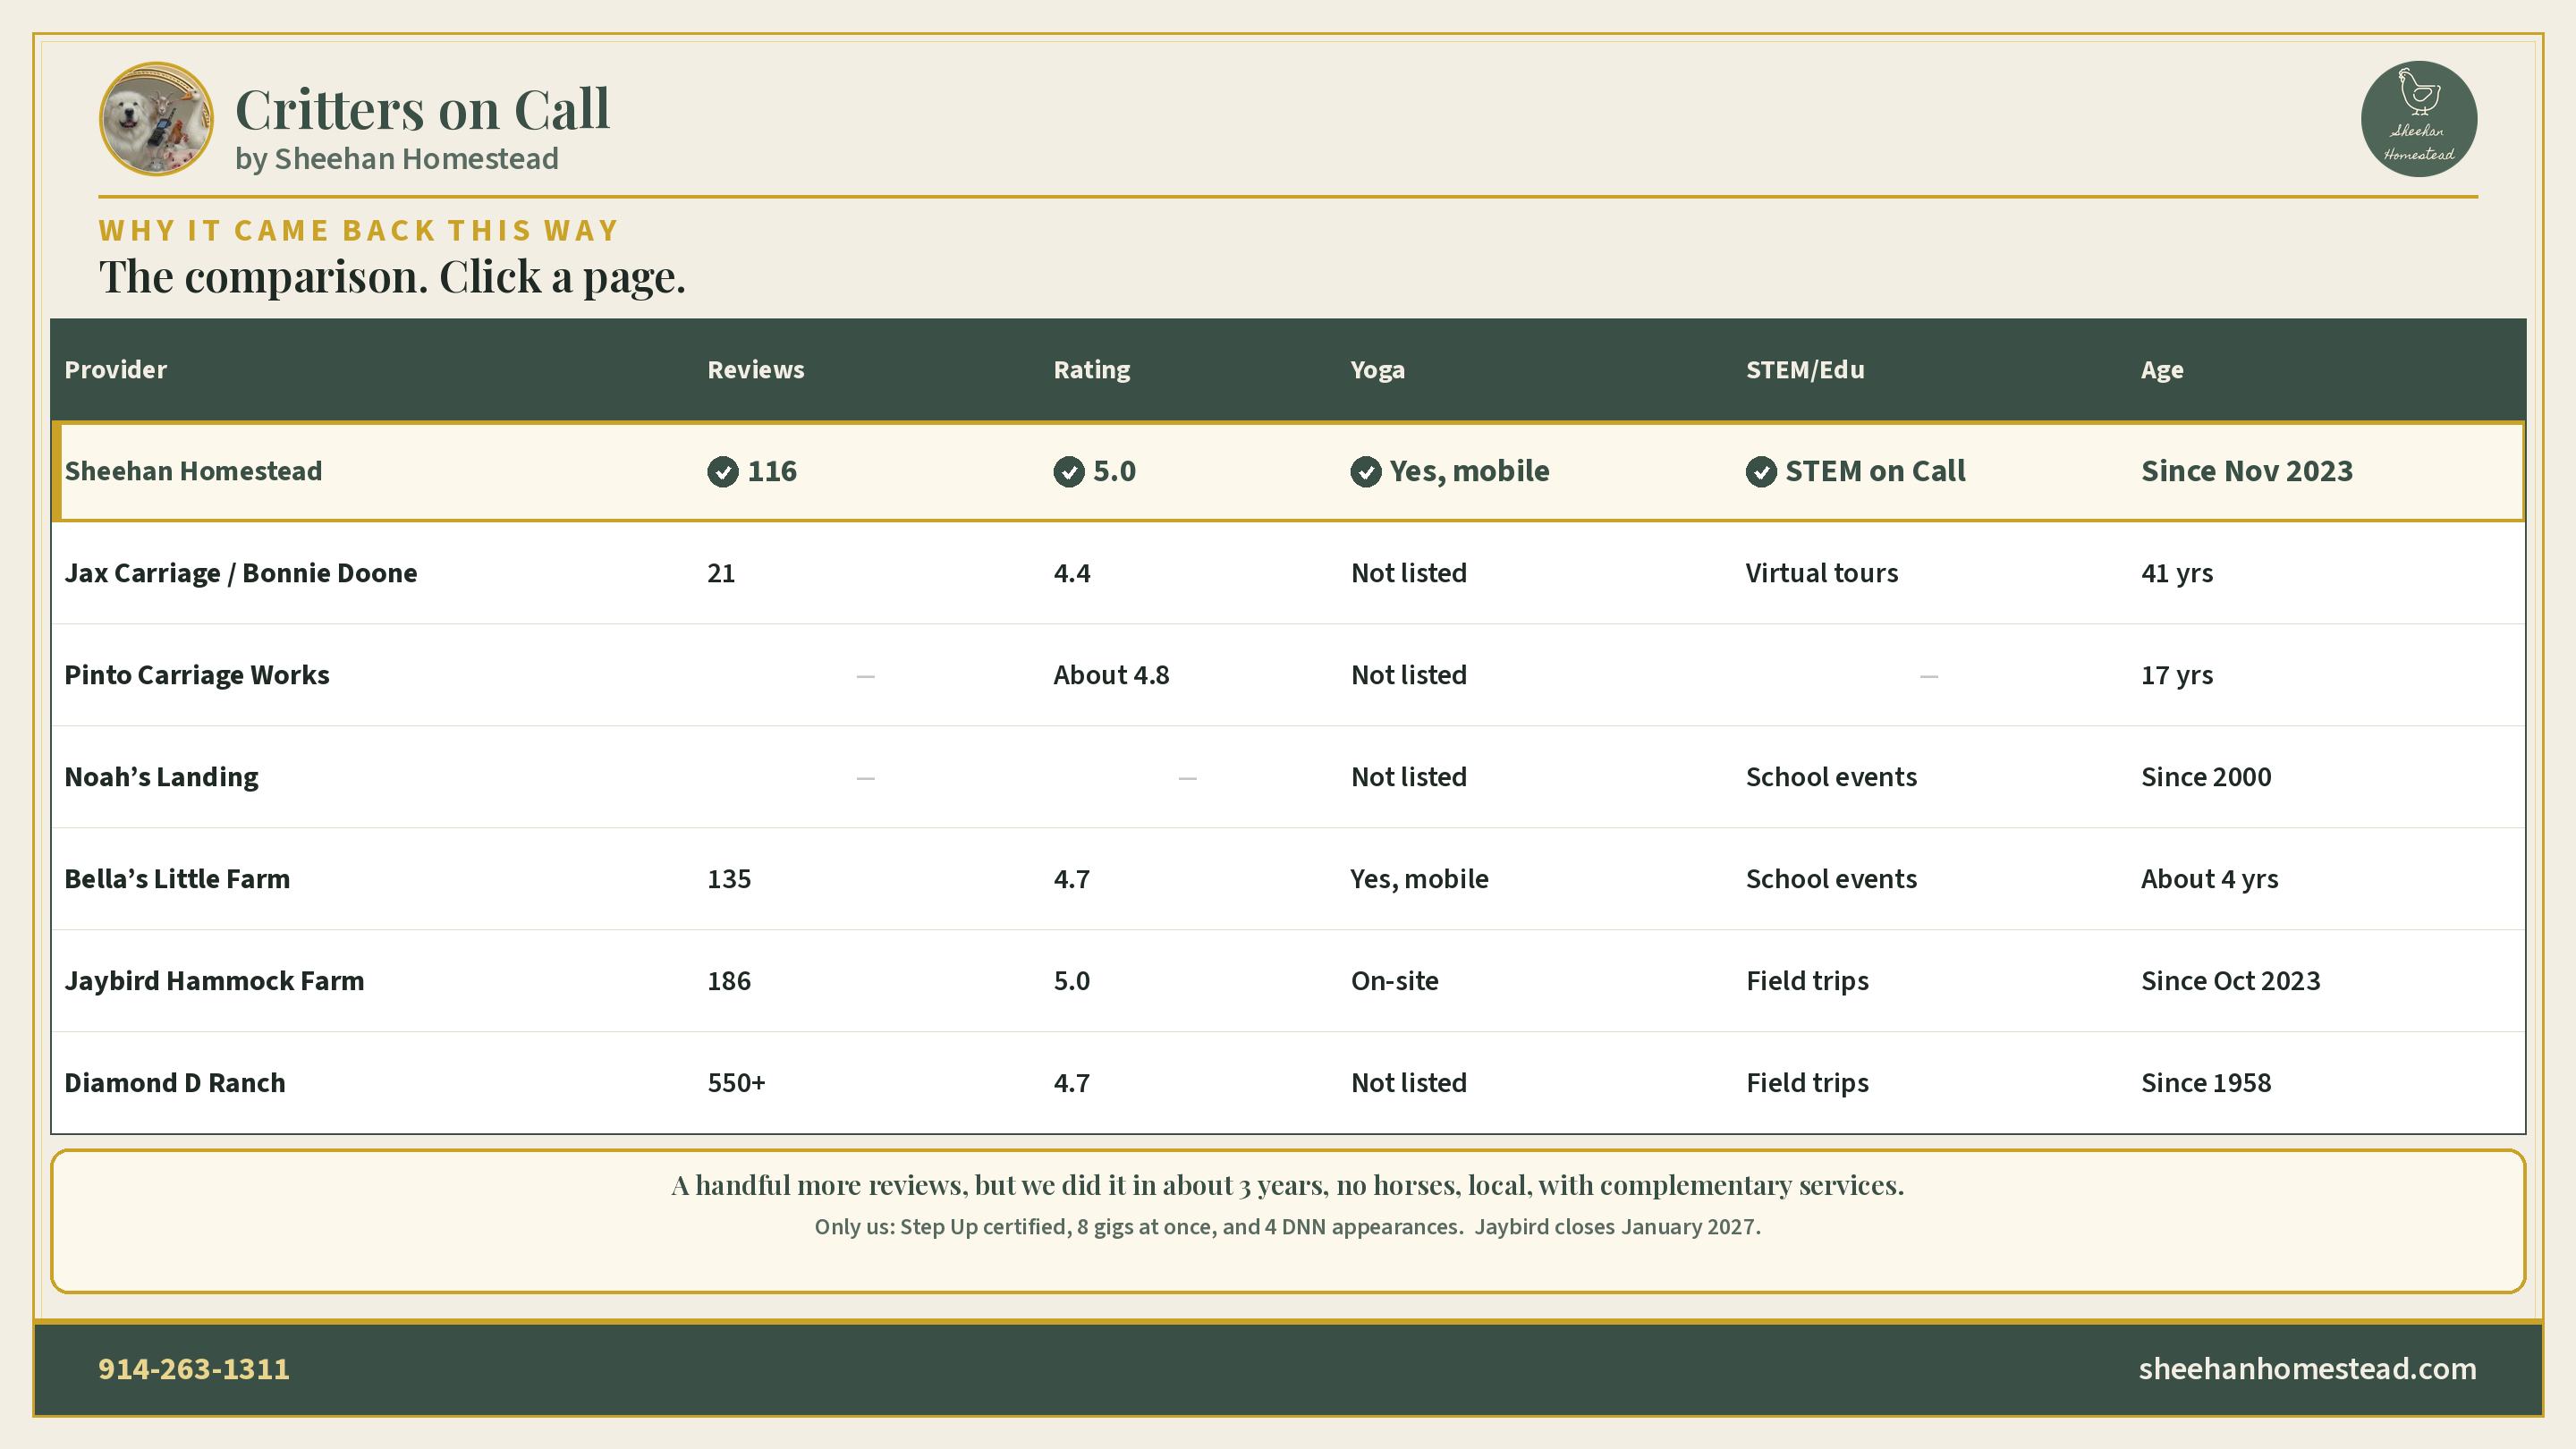 Critters on Call
by Sheehan Homestead
Sheehan
Homestead
WHY IT CAME BACK THIS WAY
The comparison. Click a page.
Provider Reviews Rating Yoga STEM/Edu Age
Sheehan Homestead 116 5.0 Yes, mobile STEM on Call Since Nov 2023
Jax Carriage / Bonnie Doone 21 4.4 Not listed Virtual tours 41 yrs
Pinto Carriage Works — About 4.8 Not listed — 17 yrs
Noah’s Landing — — Not listed School events Since 2000
Bella’s Little Farm 135 4.7 Yes, mobile School events About 4 yrs
Jaybird Hammock Farm 186 5.0 On-site Field trips Since Oct 2023
Diamond D Ranch 550+ 4.7 Not listed Field trips Since 1958
A handful more reviews, but we did it in about 3 years, no horses, local, with complementary services.
Only us: Step Up certified, 8 gigs at once, and 4 DNN appearances. Jaybird closes January 2027.
914-263-1311
sheehanhomestead.com